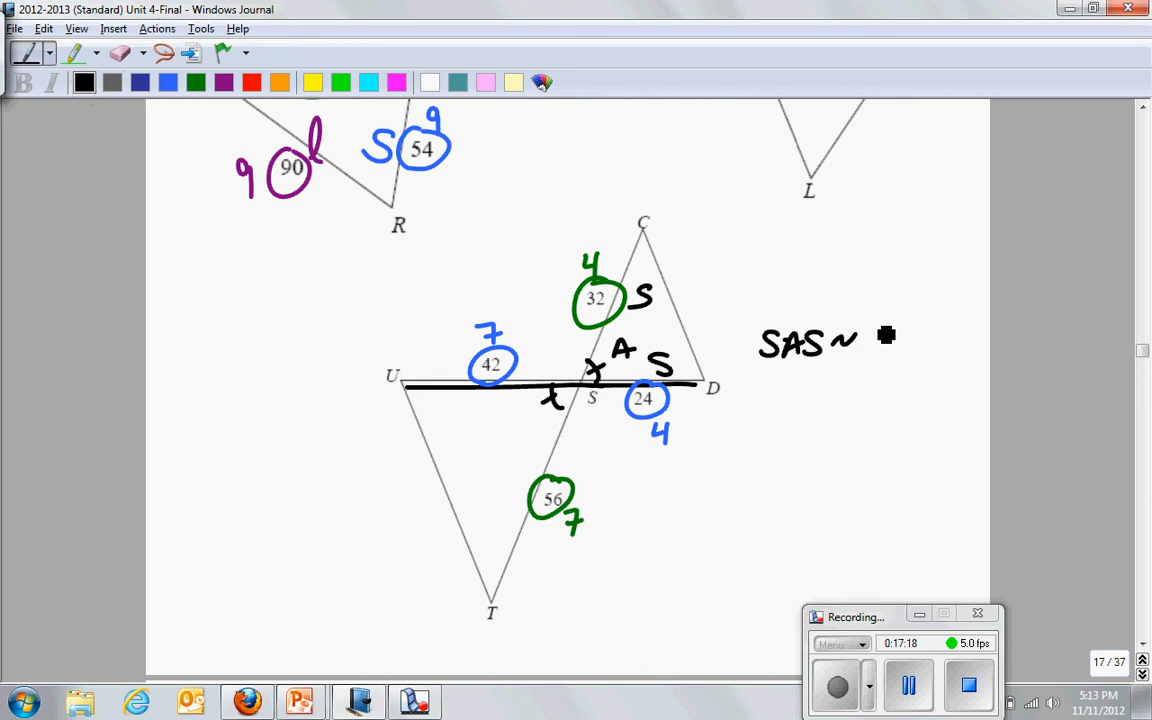 2012-2013 (Standard) Unit 4-Final - Windows Journal
File Edit View Insert Actions Tools Help
B I
9 90 l S 9 54
R
L
C
4
32 S
7
42 A S
SAS ~
U x D
x S 24
4
56
7
T
Recording...
Menu 0:17:18 5.0 fps
17 / 37
5:13 PM
11/11/2012